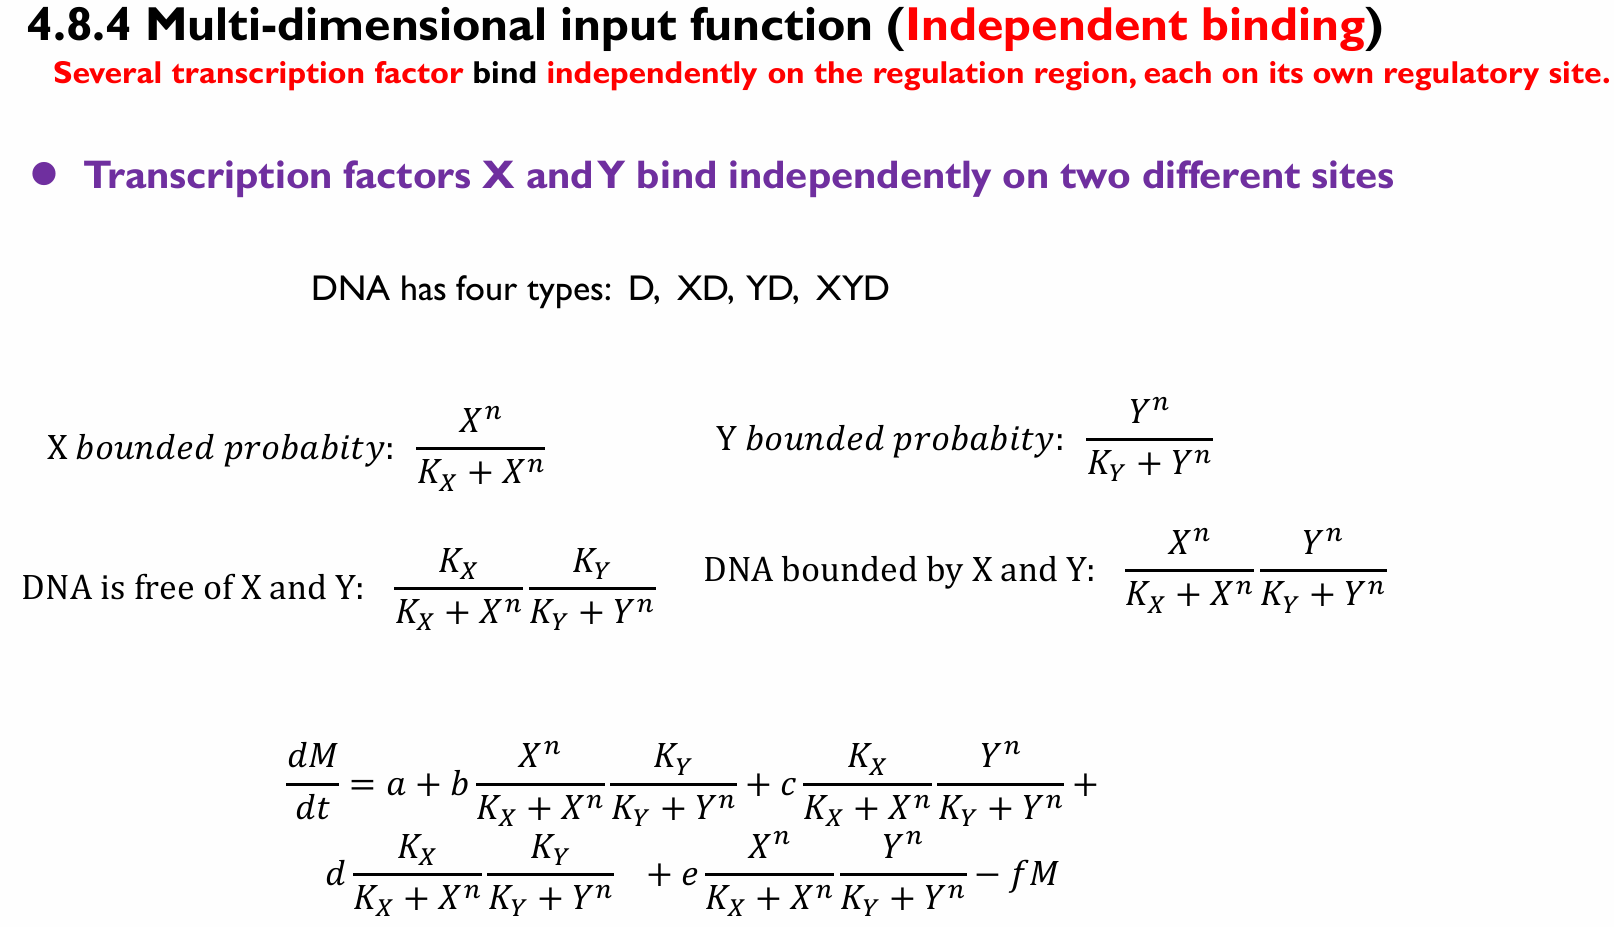 4.8.4 Multi-dimensional input function (Independent binding)
Several transcription factor bind independently on the regulation region, each on its own regulatory site.
● Transcription factors X and Y bind independently on two different sites
DNA has four types: D, XD, YD, XYD
X bounded probabity: \frac{X^n}{K_X + X^n}
Y bounded probabity: \frac{Y^n}{K_Y + Y^n}
DNA is free of X and Y: \frac{K_X}{K_X + X^n} \frac{K_Y}{K_Y + Y^n}
DNA bounded by X and Y: \frac{X^n}{K_X + X^n} \frac{Y^n}{K_Y + Y^n}
\frac{dM}{dt} = a + b \frac{X^n}{K_X + X^n} \frac{K_Y}{K_Y + Y^n} + c \frac{K_X}{K_X + X^n} \frac{Y^n}{K_Y + Y^n} +
d \frac{K_X}{K_X + X^n} \frac{K_Y}{K_Y + Y^n} + e \frac{X^n}{K_X + X^n} \frac{Y^n}{K_Y + Y^n} − fM